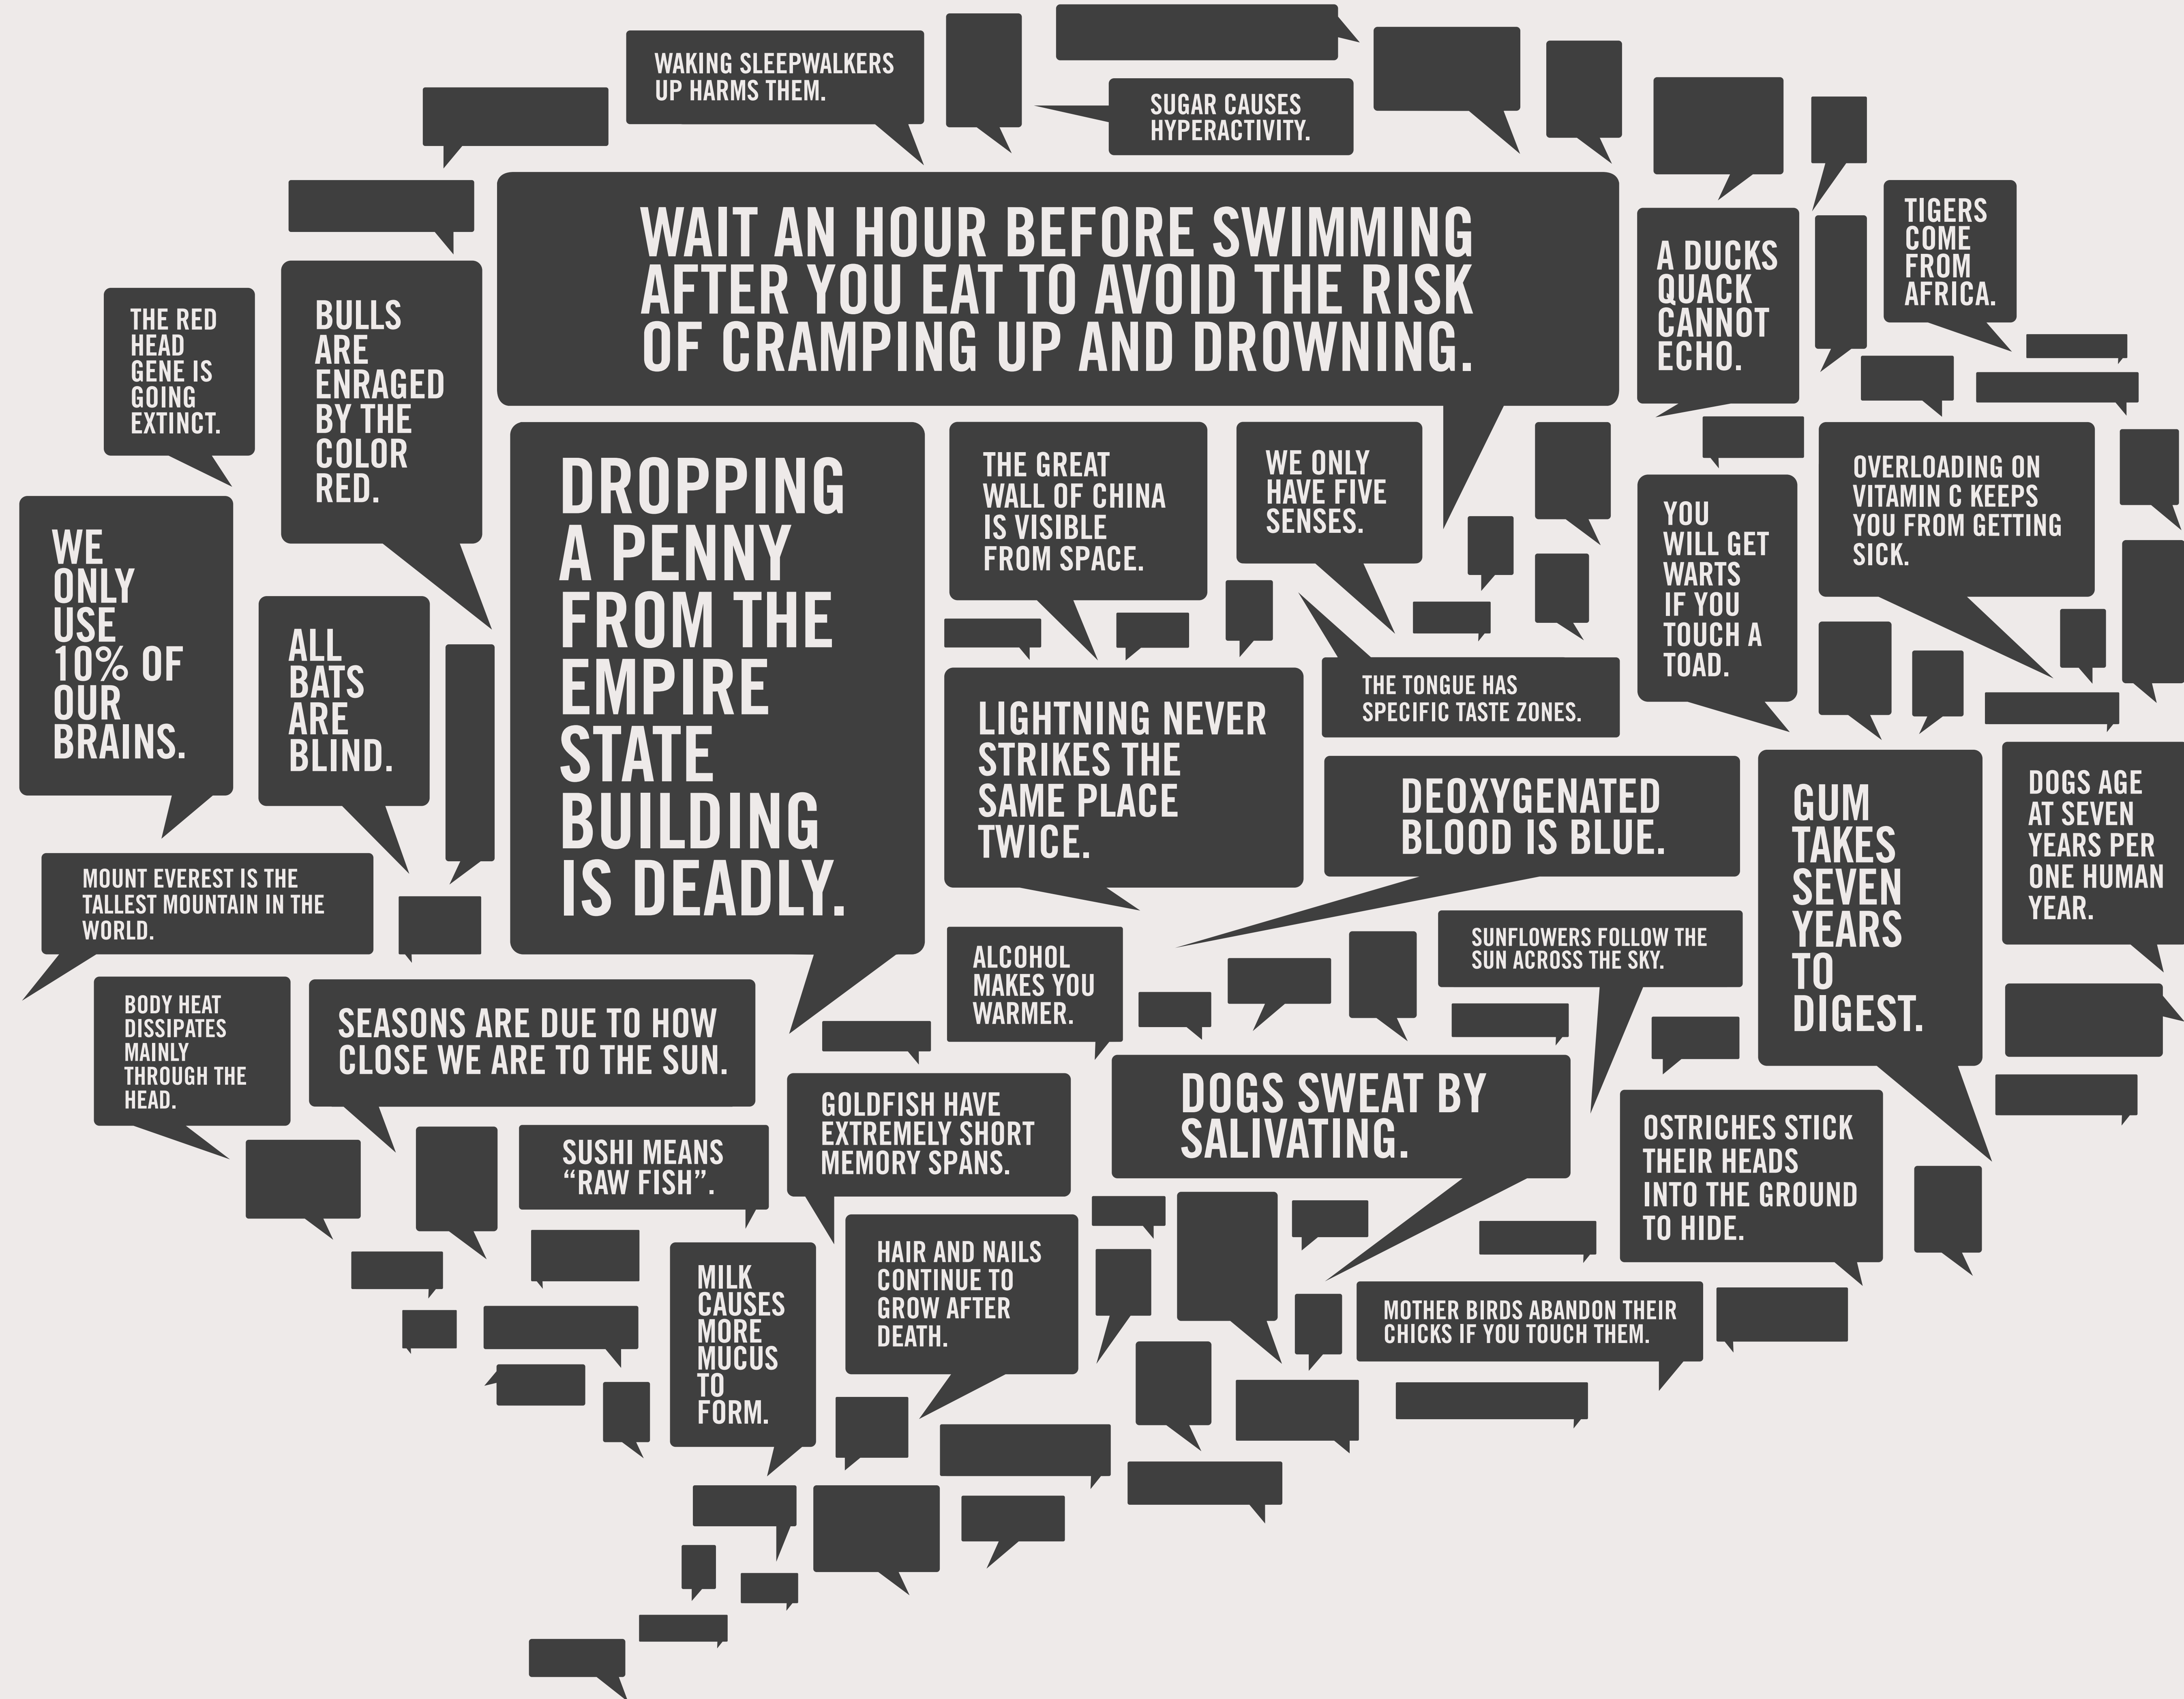 WAKING SLEEPWALKERS
UP HARMS THEM.
SUGAR CAUSES
HYPERACTIVITY.
WAIT AN HOUR BEFORE SWIMMING
AFTER YOU EAT TO AVOID THE RISK
OF CRAMPING UP AND DROWNING.
A DUCKS
QUACK
CANNOT
ECHO.
TIGERS
COME
FROM
AFRICA.
THE RED
HEAD
GENE IS
GOING
EXTINCT.
BULLS
ARE
ENRAGED
BY THE
COLOR
RED.
DROPPING
A PENNY
FROM THE
EMPIRE
STATE
BUILDING
IS DEADLY.
THE GREAT
WALL OF CHINA
IS VISIBLE
FROM SPACE.
WE ONLY
HAVE FIVE
SENSES.
YOU
WILL GET
WARTS
IF YOU
TOUCH A
TOAD.
OVERLOADING ON
VITAMIN C KEEPS
YOU FROM GETTING
SICK.
WE
ONLY
USE
10% OF
OUR
BRAINS.
ALL
BATS
ARE
BLIND.
LIGHTNING NEVER
STRIKES THE
SAME PLACE
TWICE.
THE TONGUE HAS
SPECIFIC TASTE ZONES.
DEOXYGENATED
BLOOD IS BLUE.
GUM
TAKES
SEVEN
YEARS
TO
DIGEST.
DOGS AGE
AT SEVEN
YEARS PER
ONE HUMAN
YEAR.
MOUNT EVEREST IS THE
TALLEST MOUNTAIN IN THE
WORLD.
ALCOHOL
MAKES YOU
WARMER.
SUNFLOWERS FOLLOW THE
SUN ACROSS THE SKY.
BODY HEAT
DISSIPATES
MAINLY
THROUGH THE
HEAD.
SEASONS ARE DUE TO HOW
CLOSE WE ARE TO THE SUN.
GOLDFISH HAVE
EXTREMELY SHORT
MEMORY SPANS.
DOGS SWEAT BY
SALIVATING.
OSTRICHES STICK
THEIR HEADS
INTO THE GROUND
TO HIDE.
SUSHI MEANS
“RAW FISH”.
HAIR AND NAILS
CONTINUE TO
GROW AFTER
DEATH.
MILK
CAUSES
MORE
MUCUS
TO
FORM.
MOTHER BIRDS ABANDON THEIR
CHICKS IF YOU TOUCH THEM.